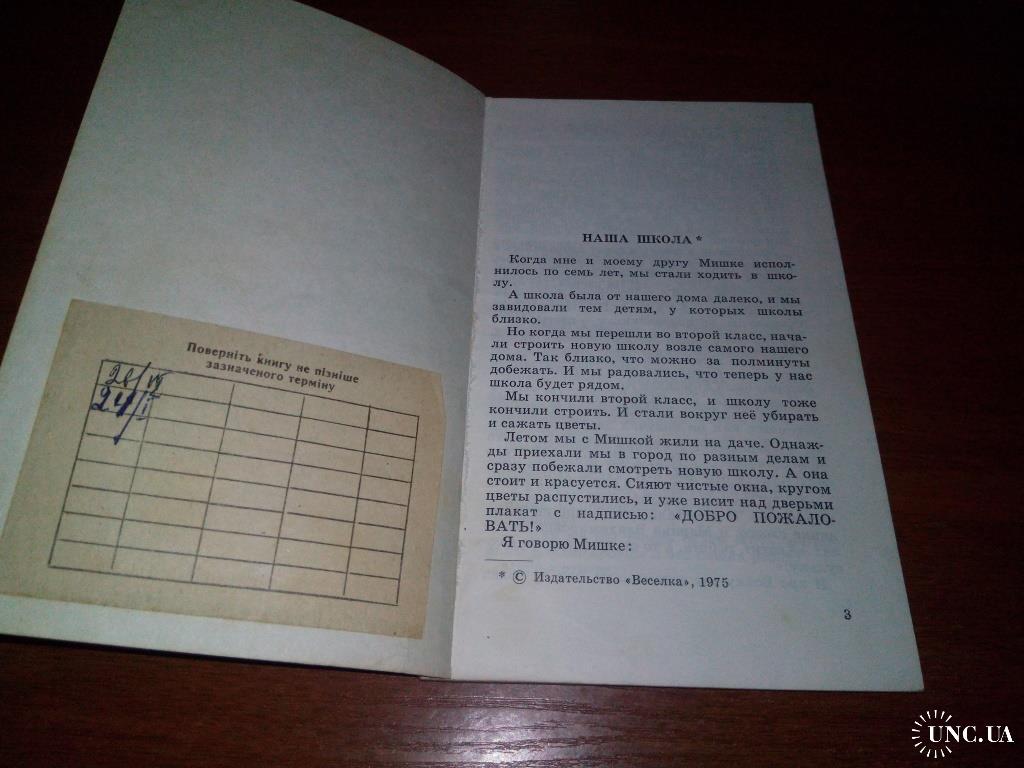 Поверніть книгу не пізніше
зазначеного терміну
28/IV
24/I
НАША ШКОЛА *
Когда мне и моему другу Мишке испол-
нилось по семь лет, мы стали ходить в шко-
лу.
А школа была от нашего дома далеко, и мы
завидовали тем детям, у которых школы
близко.
Но когда мы перешли во второй класс, нача-
ли строить новую школу возле самого нашего
дома. Так близко, что можно за полминуты
добежать. И мы радовались, что теперь у нас
школа будет рядом.
Мы кончили второй класс, и школу тоже
кончили строить. И стали вокруг неё убирать
и сажать цветы.
Летом мы с Мишкой жили на даче. Однаж-
ды приехали мы в город по разным делам и
сразу побежали смотреть новую школу. А она
стоит и красуется. Сияют чистые окна, кругом
цветы распустились, и уже висит над дверьми
плакат с надписью: «ДОБРО ПОЖАЛО-
ВАТЬ!»
Я говорю Мишке:
* © Издательство «Веселка», 1975
3
UNC.UA